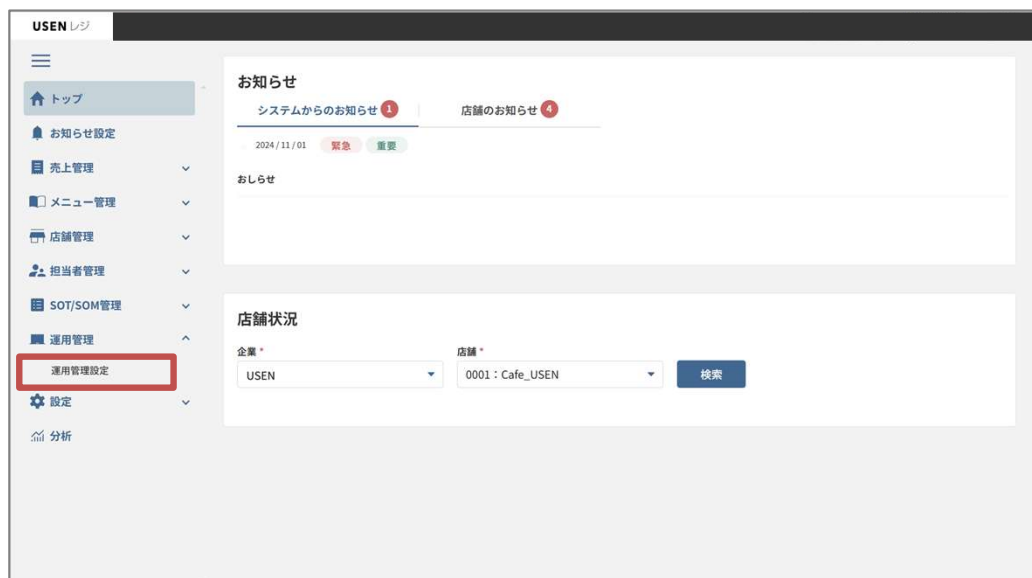 USEN レジ
トップ
お知らせ設定
売上管理
メニュー管理
店舗管理
担当者管理
SOT/SOM管理
運用管理
運用管理設定
設定
分析
お知らせ
システムからのお知らせ 1 店舗のお知らせ 4
2024/11/01 緊急 重要
おしらせ
店舗状況
企業 * 店舗 *
USEN 0001：Cafe_USEN 検索